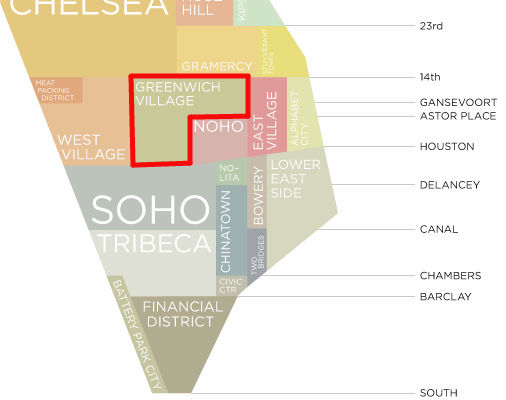 CHELSEA
HILL
KIPS
23rd
GRAMERCY
STUYVESANT
TOWN
14th
MEAT
PACKING
DISTRICT
GREENWICH
VILLAGE
GANSEVOORT
ASTOR PLACE
NOHO
EAST
VILLAGE
ALPHABET
CITY
WEST
VILLAGE
HOUSTON
NO-
LITA
BOWERY
LOWER
EAST
SIDE
DELANCEY
SOHO
CHINATOWN
CANAL
TRIBECA
TWO
BRIDGES
CHAMBERS
CIVIC
CTR
BATTERY PARK CITY
BARCLAY
FINANCIAL
DISTRICT
SOUTH